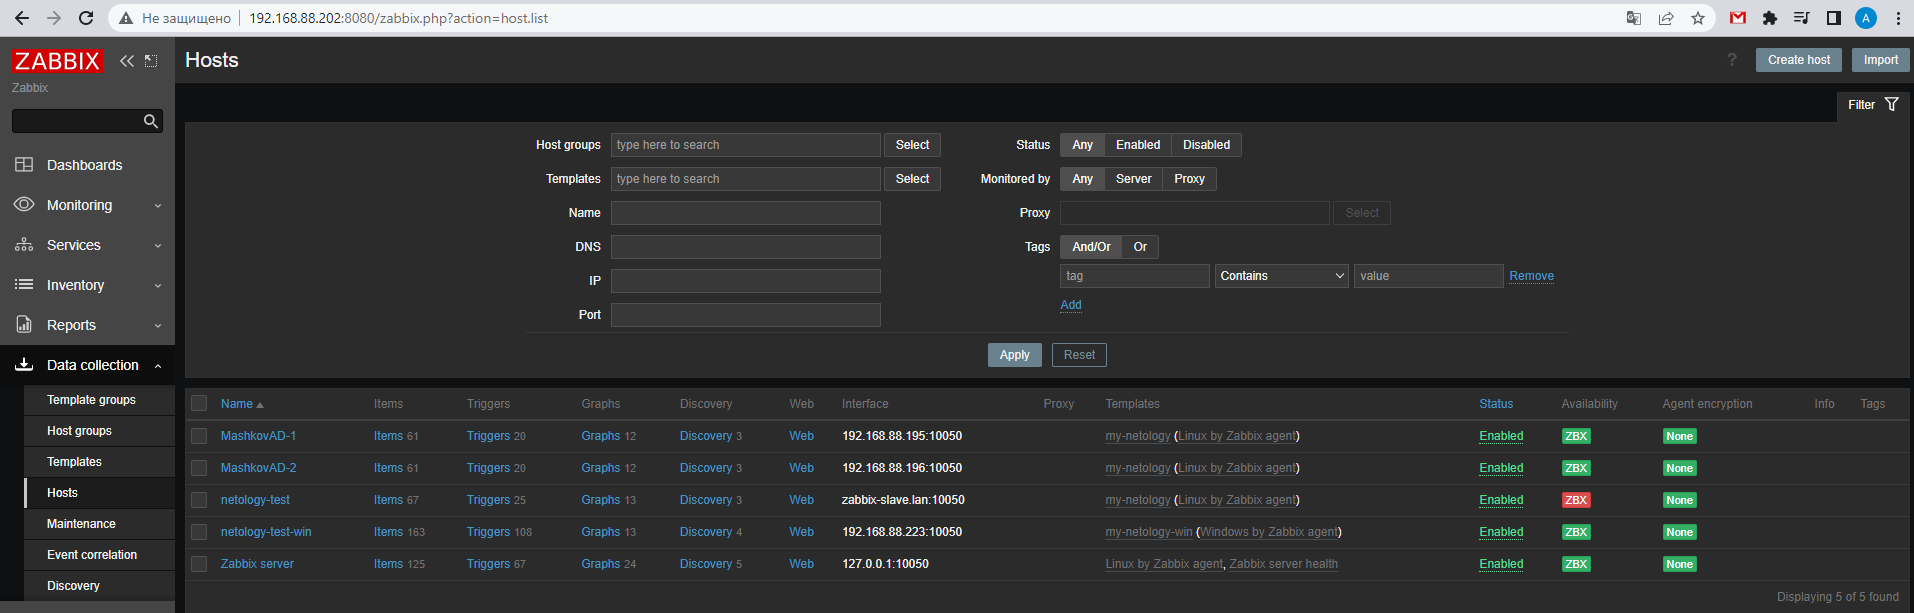 Не защищено 192.168.88.202:8080/zabbix.php?action=host.list A
ZABBIX
Zabbix
Dashboards
Monitoring
Services
Inventory
Reports
Data collection
Template groups
Host groups
Templates
Hosts
Maintenance
Event correlation
Discovery
Hosts ? Create host Import
Filter
Host groups type here to search Select Status Any Enabled Disabled
Templates type here to search Select Monitored by Any Server Proxy
Name Proxy Select
DNS Tags And/Or Or
IP tag Contains value Remove
Port Add
Apply Reset
Name Items Triggers Graphs Discovery Web Interface Proxy Templates Status Availability Agent encryption Info Tags
MashkovAD-1 Items 61 Triggers 20 Graphs 12 Discovery 3 Web 192.168.88.195:10050 my-netology (Linux by Zabbix agent) Enabled ZBX None
MashkovAD-2 Items 61 Triggers 20 Graphs 12 Discovery 3 Web 192.168.88.196:10050 my-netology (Linux by Zabbix agent) Enabled ZBX None
netology-test Items 67 Triggers 25 Graphs 13 Discovery 3 Web zabbix-slave.lan:10050 my-netology (Linux by Zabbix agent) Enabled ZBX None
netology-test-win Items 163 Triggers 108 Graphs 13 Discovery 4 Web 192.168.88.223:10050 my-netology-win (Windows by Zabbix agent) Enabled ZBX None
Zabbix server Items 125 Triggers 67 Graphs 24 Discovery 5 Web 127.0.0.1:10050 Linux by Zabbix agent, Zabbix server health Enabled ZBX None
Displaying 5 of 5 found